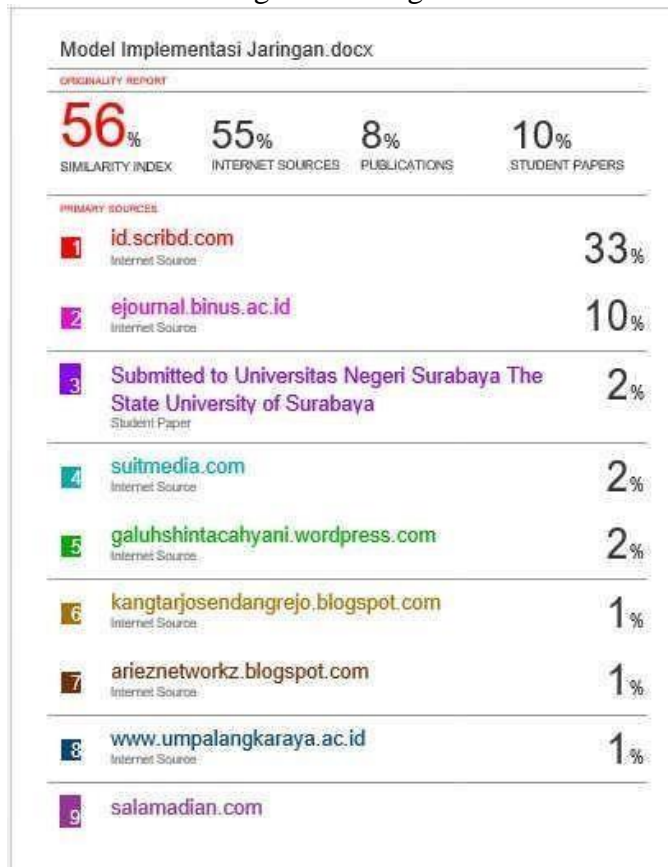 Model Implementasi Jaringan.docx
ORIGINALITY REPORT
56% 55% 8% 10%
SIMILARITY INDEX INTERNET SOURCES PUBLICATIONS STUDENT PAPERS
PRIMARY SOURCES
1 id.scribd.com 33%
Internet Source
2 ejournal.binus.ac.id 10%
Internet Source
3 Submitted to Universitas Negeri Surabaya The 2%
State University of Surabaya
Student Paper
4 suitmedia.com 2%
Internet Source
5 galuhshintacahyani.wordpress.com 2%
Internet Source
6 kangtarjosendangrejo.blogspot.com 1%
Internet Source
7 arieznetworkz.blogspot.com 1%
Internet Source
8 www.umpalangkaraya.ac.id 1%
Internet Source
9 salamadian.com